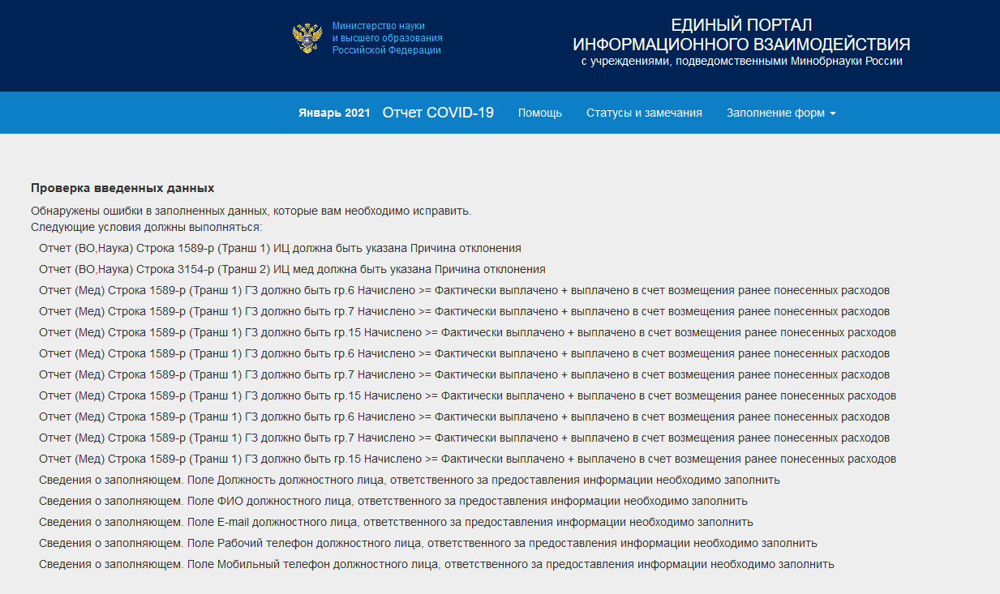 Министерство науки
и высшего образования
Российской Федерации
ЕДИНЫЙ ПОРТАЛ
ИНФОРМАЦИОННОГО ВЗАИМОДЕЙСТВИЯ
с учреждениями, подведомственными Минобрнауки России
Январь 2021 Отчет COVID-19 Помощь Статусы и замечания Заполнение форм
Проверка введенных данных
Обнаружены ошибки в заполненных данных, которые вам необходимо исправить.
Следующие условия должны выполняться:
Отчет (ВО,Наука) Строка 1589-р (Транш 1) ИЦ должна быть указана Причина отклонения
Отчет (ВО,Наука) Строка 3154-р (Транш 2) ИЦ мед должна быть указана Причина отклонения
Отчет (Мед) Строка 1589-р (Транш 1) ГЗ должно быть гр.6 Начислено >= Фактически выплачено + выплачено в счет возмещения ранее понесенных расходов
Отчет (Мед) Строка 1589-р (Транш 1) ГЗ должно быть гр.7 Начислено >= Фактически выплачено + выплачено в счет возмещения ранее понесенных расходов
Отчет (Мед) Строка 1589-р (Транш 1) ГЗ должно быть гр.15 Начислено >= Фактически выплачено + выплачено в счет возмещения ранее понесенных расходов
Отчет (Мед) Строка 1589-р (Транш 1) ГЗ должно быть гр.6 Начислено >= Фактически выплачено + выплачено в счет возмещения ранее понесенных расходов
Отчет (Мед) Строка 1589-р (Транш 1) ГЗ должно быть гр.7 Начислено >= Фактически выплачено + выплачено в счет возмещения ранее понесенных расходов
Отчет (Мед) Строка 1589-р (Транш 1) ГЗ должно быть гр.15 Начислено >= Фактически выплачено + выплачено в счет возмещения ранее понесенных расходов
Отчет (Мед) Строка 1589-р (Транш 1) ГЗ должно быть гр.6 Начислено >= Фактически выплачено + выплачено в счет возмещения ранее понесенных расходов
Отчет (Мед) Строка 1589-р (Транш 1) ГЗ должно быть гр.7 Начислено >= Фактически выплачено + выплачено в счет возмещения ранее понесенных расходов
Отчет (Мед) Строка 1589-р (Транш 1) ГЗ должно быть гр.15 Начислено >= Фактически выплачено + выплачено в счет возмещения ранее понесенных расходов
Сведения о заполняющем. Поле Должность должностного лица, ответственного за предоставления информации необходимо заполнить
Сведения о заполняющем. Поле ФИО должностного лица, ответственного за предоставления информации необходимо заполнить
Сведения о заполняющем. Поле E-mail должностного лица, ответственного за предоставления информации необходимо заполнить
Сведения о заполняющем. Поле Рабочий телефон должностного лица, ответственного за предоставления информации необходимо заполнить
Сведения о заполняющем. Поле Мобильный телефон должностного лица, ответственного за предоставления информации необходимо заполнить